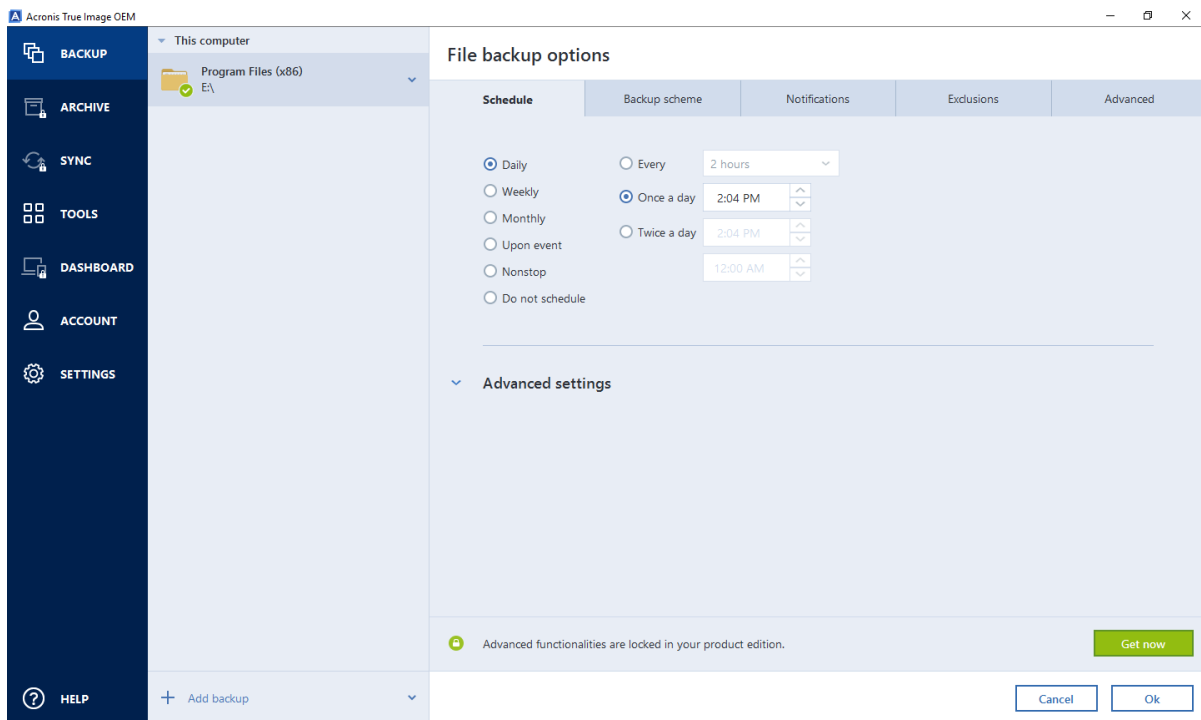 Acronis True Image OEM
BACKUP
ARCHIVE
SYNC
TOOLS
DASHBOARD
ACCOUNT
SETTINGS
HELP
This computer
Program Files (x86)
E:\
Add backup
File backup options
Schedule Backup scheme Notifications Exclusions Advanced
Daily
Weekly
Monthly
Upon event
Nonstop
Do not schedule
Every 2 hours
Once a day 2:04 PM
Twice a day 2:04 PM
12:00 AM
Advanced settings
Advanced functionalities are locked in your product edition. Get now
Cancel Ok